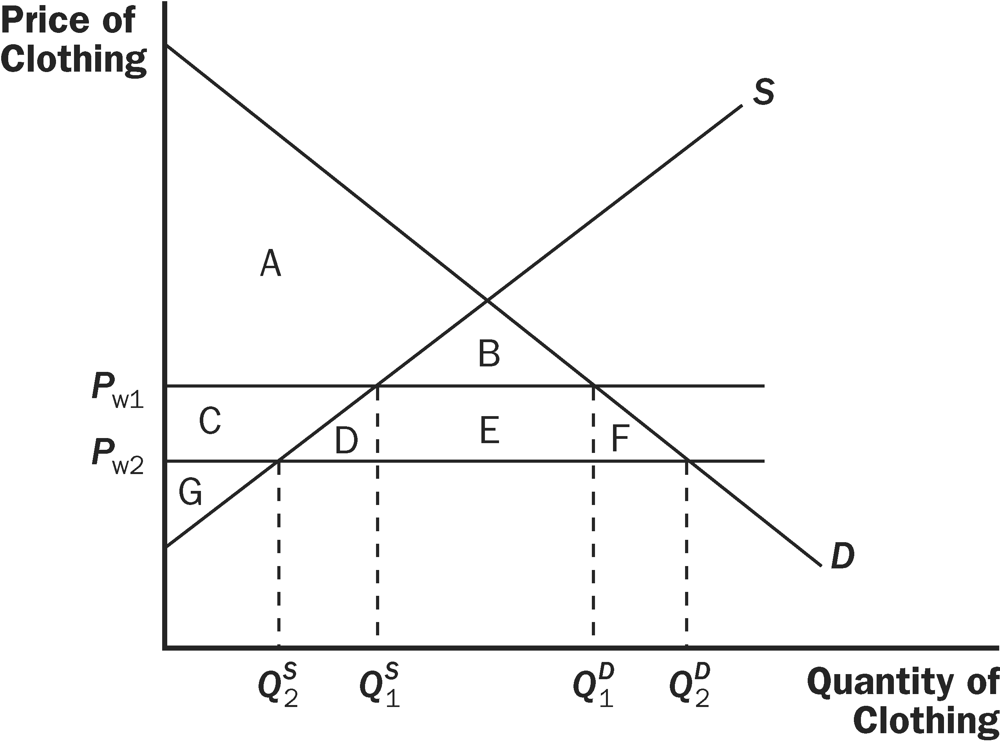 Price of
Clothing
S
A
B
Pw1
C
E
F
D
Pw2
G
D
Q2S
Q1S
Q1D
Q2D
Quantity of
Clothing